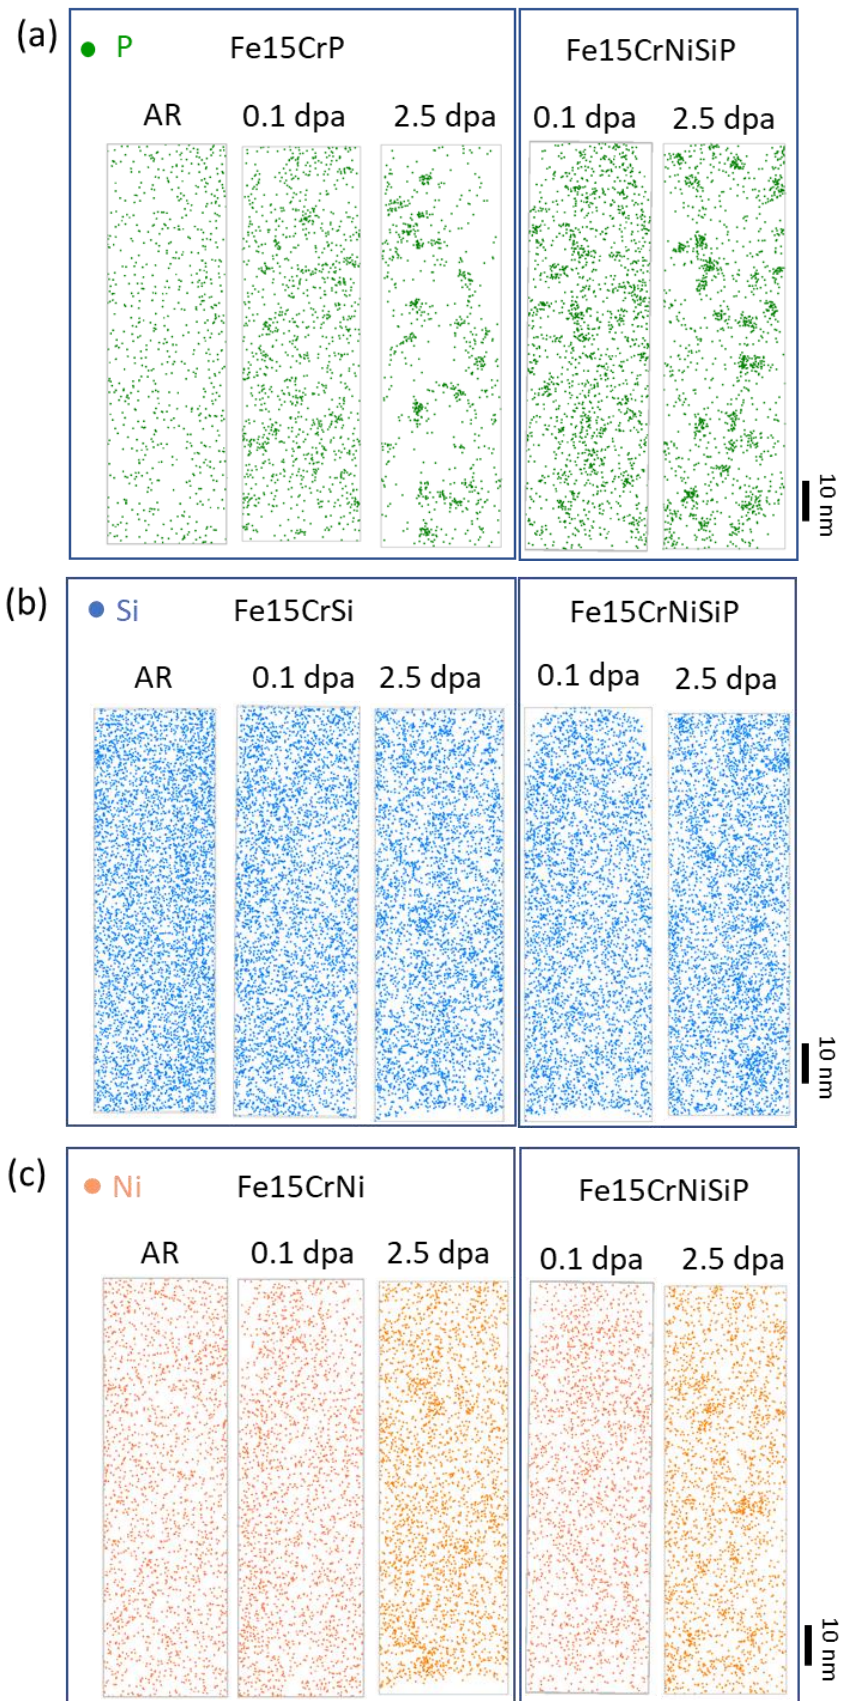 (a)
P
Fe15CrP
Fe15CrNiSiP
AR
0.1 dpa
2.5 dpa
0.1 dpa
2.5 dpa
10 nm
(b)
Si
Fe15CrSi
Fe15CrNiSiP
AR
0.1 dpa
2.5 dpa
0.1 dpa
2.5 dpa
10 nm
(c)
Ni
Fe15CrNi
Fe15CrNiSiP
AR
0.1 dpa
2.5 dpa
0.1 dpa
2.5 dpa
10 nm